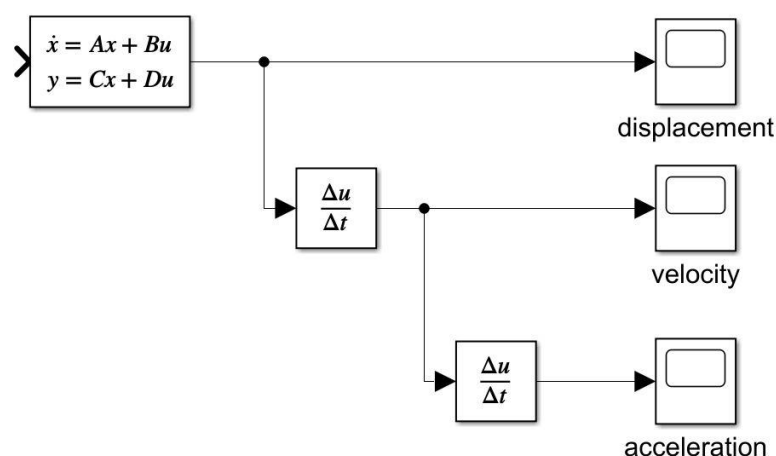 ẋ = Ax + Bu
y = Cx + Du
displacement
Δu
Δt
velocity
Δu
Δt
acceleration